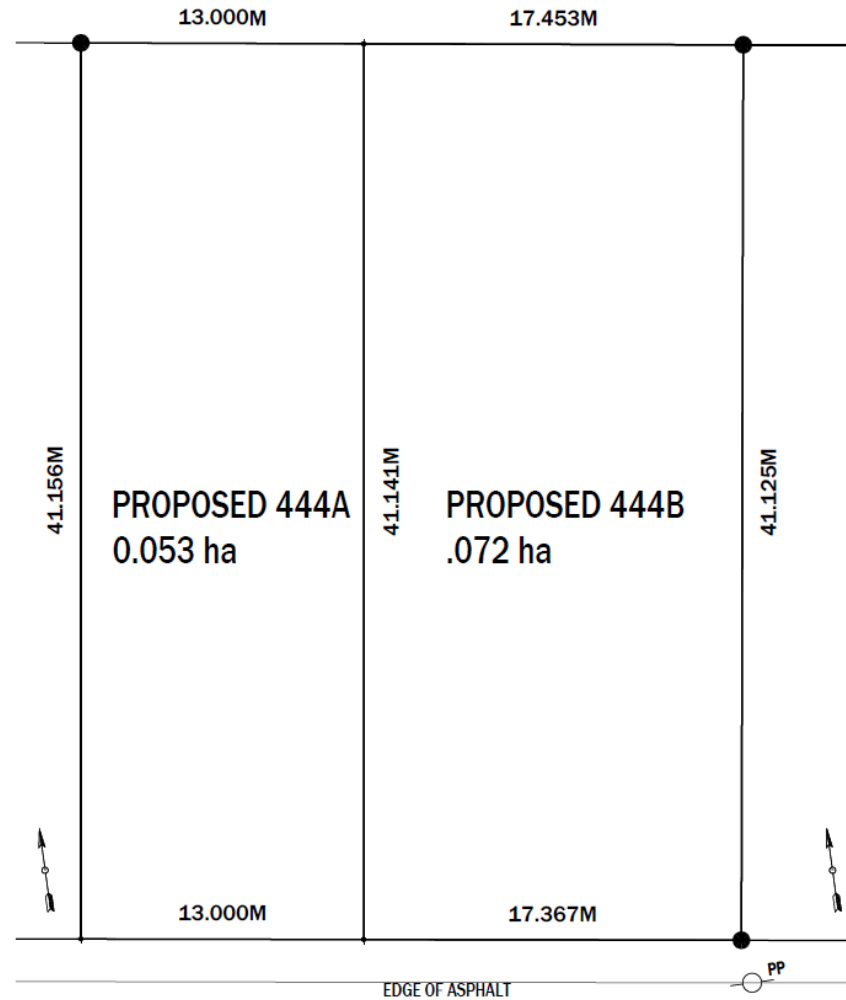 13.000M
17.453M
41.156M
PROPOSED 444A
0.053 ha
41.141M
PROPOSED 444B
.072 ha
41.125M
13.000M
17.367M
PP
EDGE OF ASPHALT